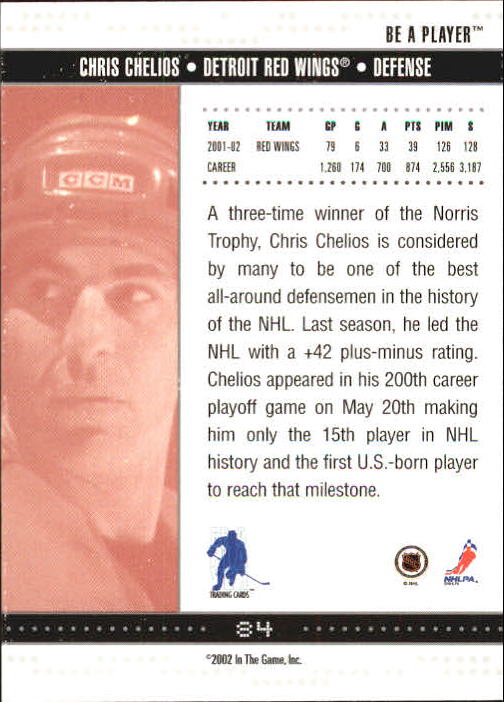 BE A PLAYER™
CHRIS CHELIOS • DETROIT RED WINGS® • DEFENSE
CCM
YEAR TEAM GP G A PTS PIM S
2001-02 RED WINGS 79 6 33 39 126 128
CAREER 1,260 174 700 874 2,556 3,187
A three-time winner of the Norris
Trophy, Chris Chelios is considered
by many to be one of the best
all-around defensemen in the history
of the NHL. Last season, he led the
NHL with a +42 plus-minus rating.
Chelios appeared in his 200th career
playoff game on May 20th making
him only the 15th player in NHL
history and the first U.S.-born player
to reach that milestone.
TRADING CARDS
© NHL
NHLPA
84
©2002 In The Game, Inc.